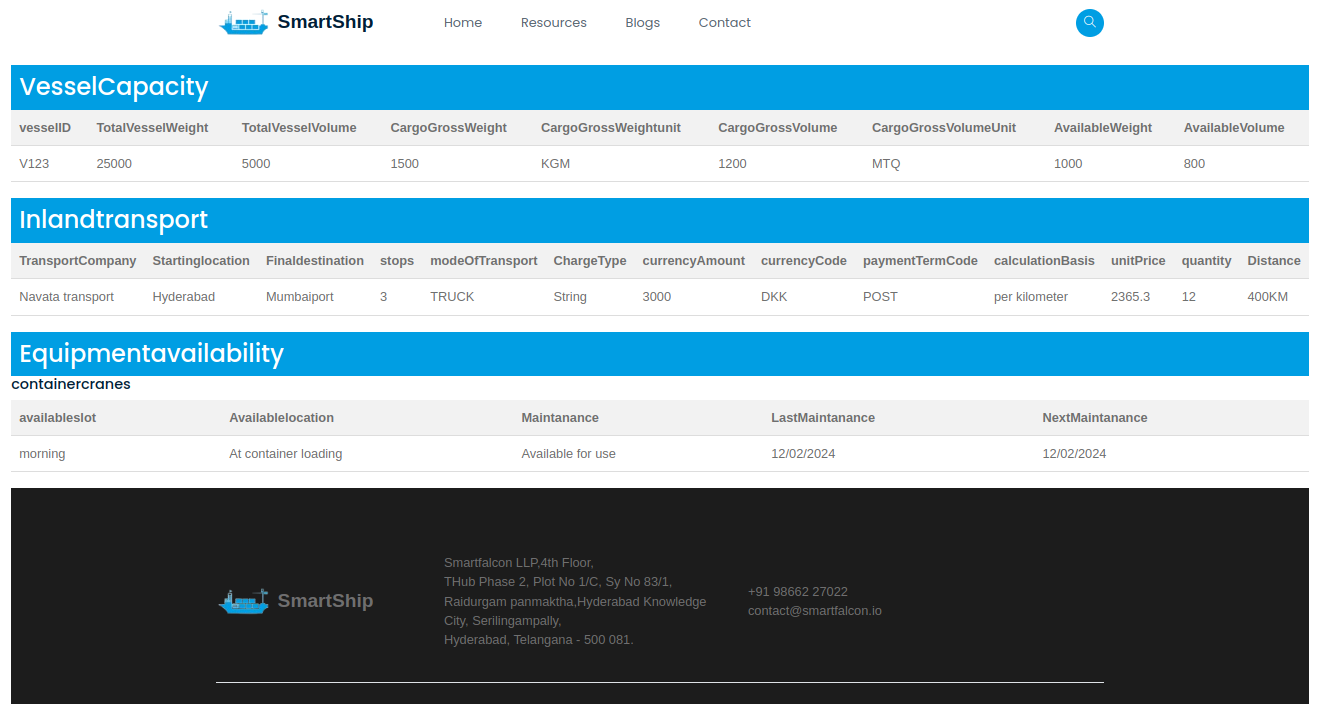 SmartShip Home Resources Blogs Contact
VesselCapacity
vesselID TotalVesselWeight TotalVesselVolume CargoGrossWeight CargoGrossWeightunit CargoGrossVolume CargoGrossVolumeUnit AvailableWeight AvailableVolume
V123 25000 5000 1500 KGM 1200 MTQ 1000 800
Inlandtransport
TransportCompany Startinglocation Finaldestination stops modeOfTransport ChargeType currencyAmount currencyCode paymentTermCode calculationBasis unitPrice quantity Distance
Navata transport Hyderabad Mumbaiport 3 TRUCK String 3000 DKK POST per kilometer 2365.3 12 400KM
Equipmentavailability
containercranes
availableslot Availablelocation Maintanance LastMaintanance NextMaintanance
morning At container loading Available for use 12/02/2024 12/02/2024
SmartShip
Smartfalcon LLP,4th Floor,
THub Phase 2, Plot No 1/C, Sy No 83/1,
Raidurgam panmaktha,Hyderabad Knowledge
City, Serilingampally,
Hyderabad, Telangana - 500 081.
+91 98662 27022
contact@smartfalcon.io